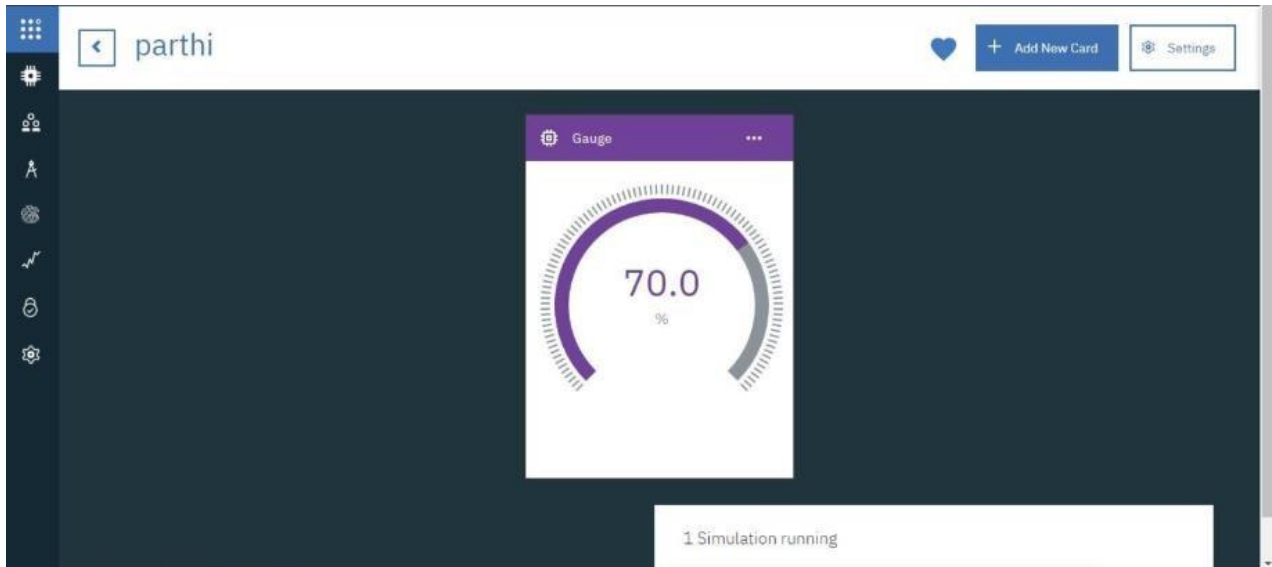 parthi
+ Add New Card
Settings
Gauge
70.0
%
1 Simulation running